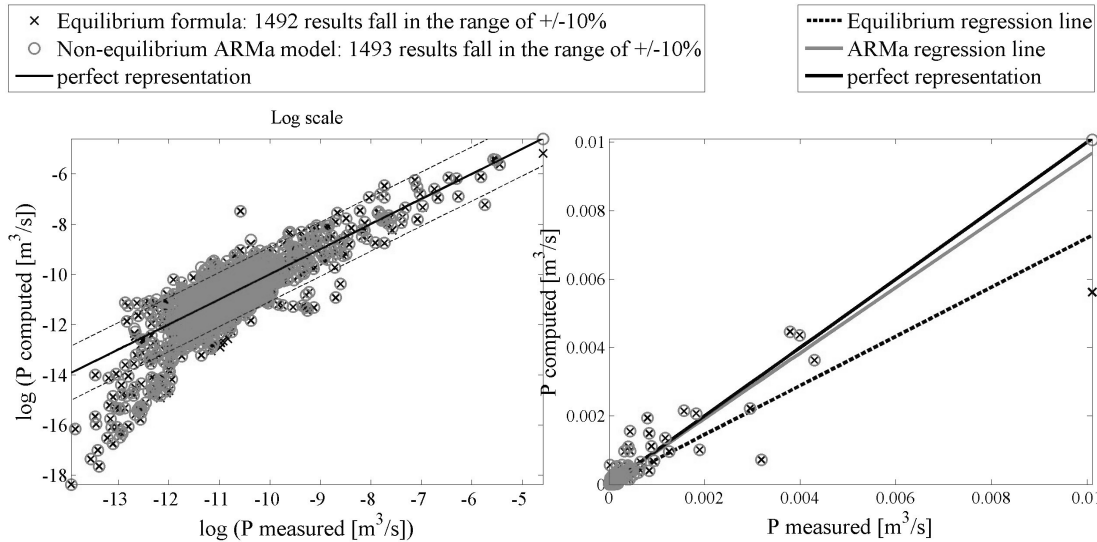 Equilibrium formula: 1492 results fall in the range of +/-10%
Non-equilibrium ARMa model: 1493 results fall in the range of +/-10%
perfect representation
Equilibrium regression line
ARMa regression line
perfect representation
Log scale
log (P computed [m³/s])
-6
-8
-10
-12
-14
-16
-18
-13
-12
-11
-10
-9
-8
-7
-6
-5
log (P measured [m³/s])
P computed [m³/s]
0.01
0.008
0.006
0.004
0.002
0
0
0.002
0.004
0.006
0.008
0.01
P measured [m³/s]